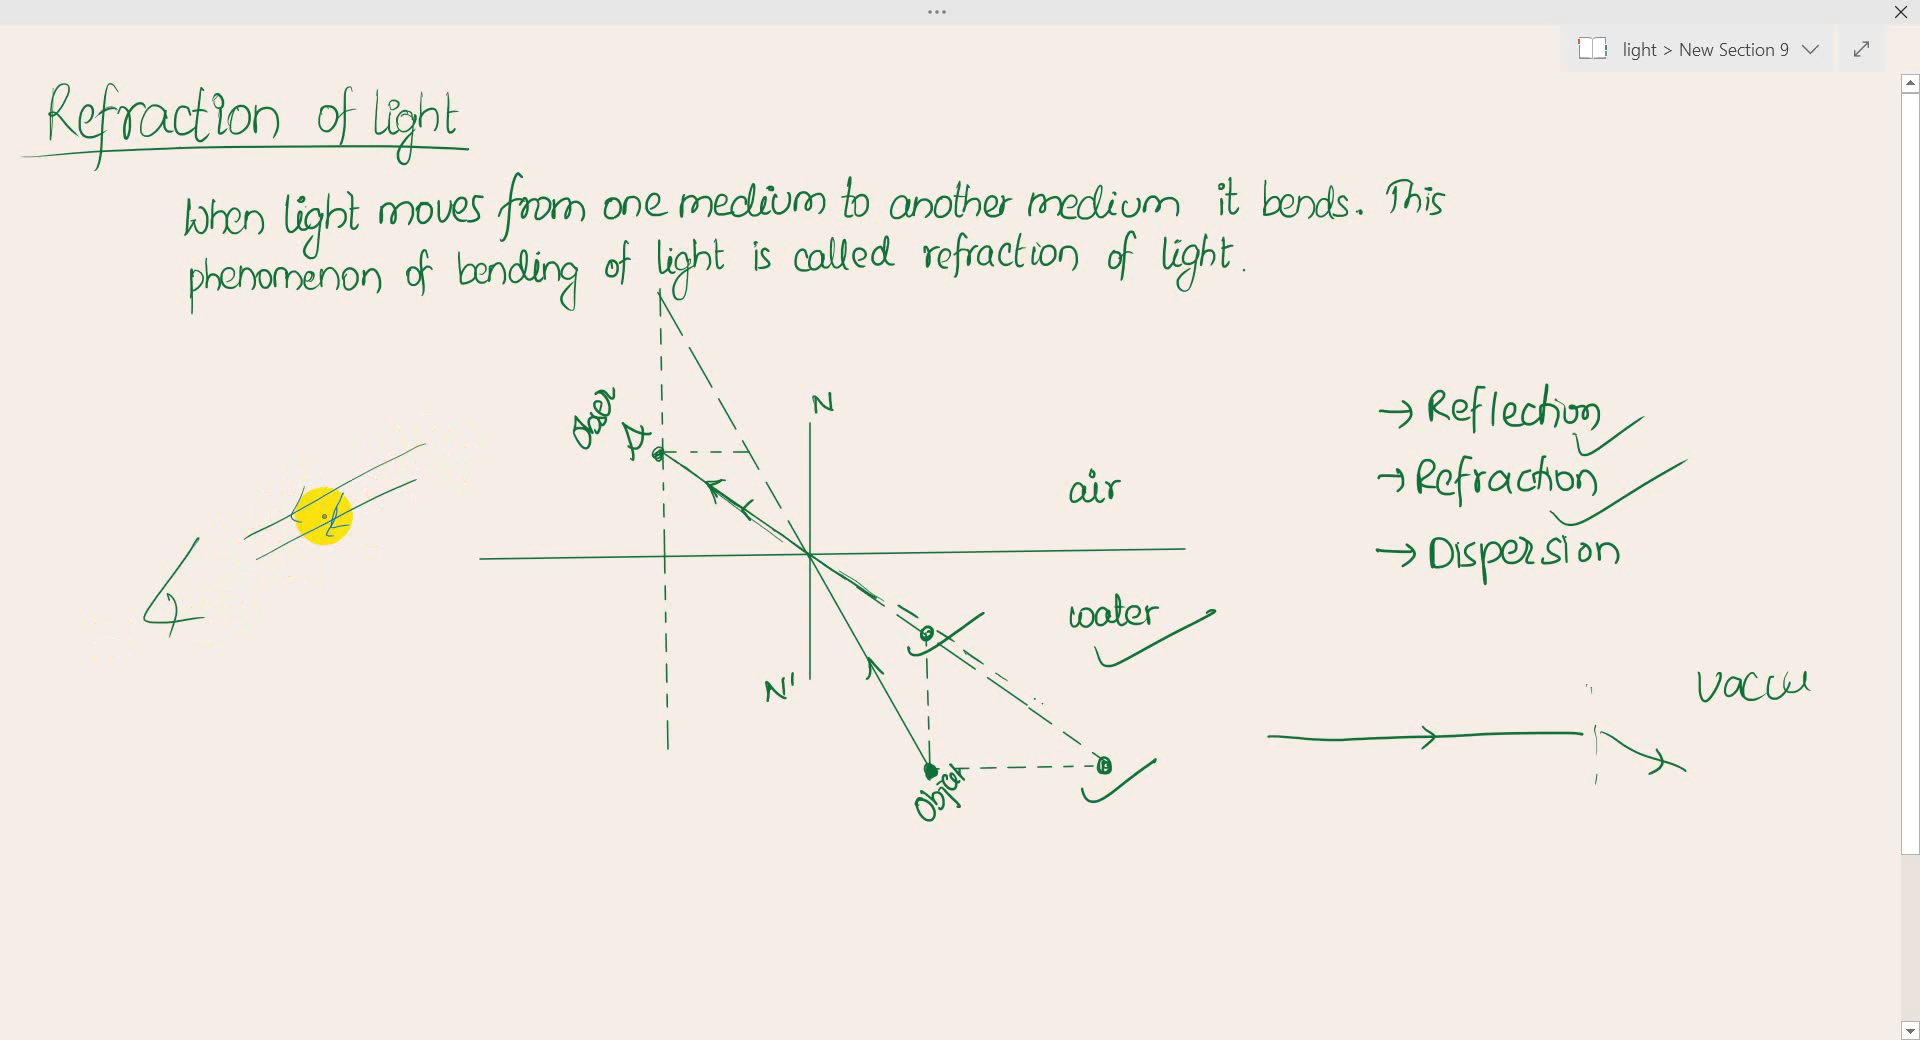 light > New Section 9
Refraction of light
When light moves from one medium to another medium it bends. This
phenomenon of bending of light is called refraction of light.
Obser
N
→ Reflection
→ Refraction
→ Dispersion
air
water
N'
Object
vaccu